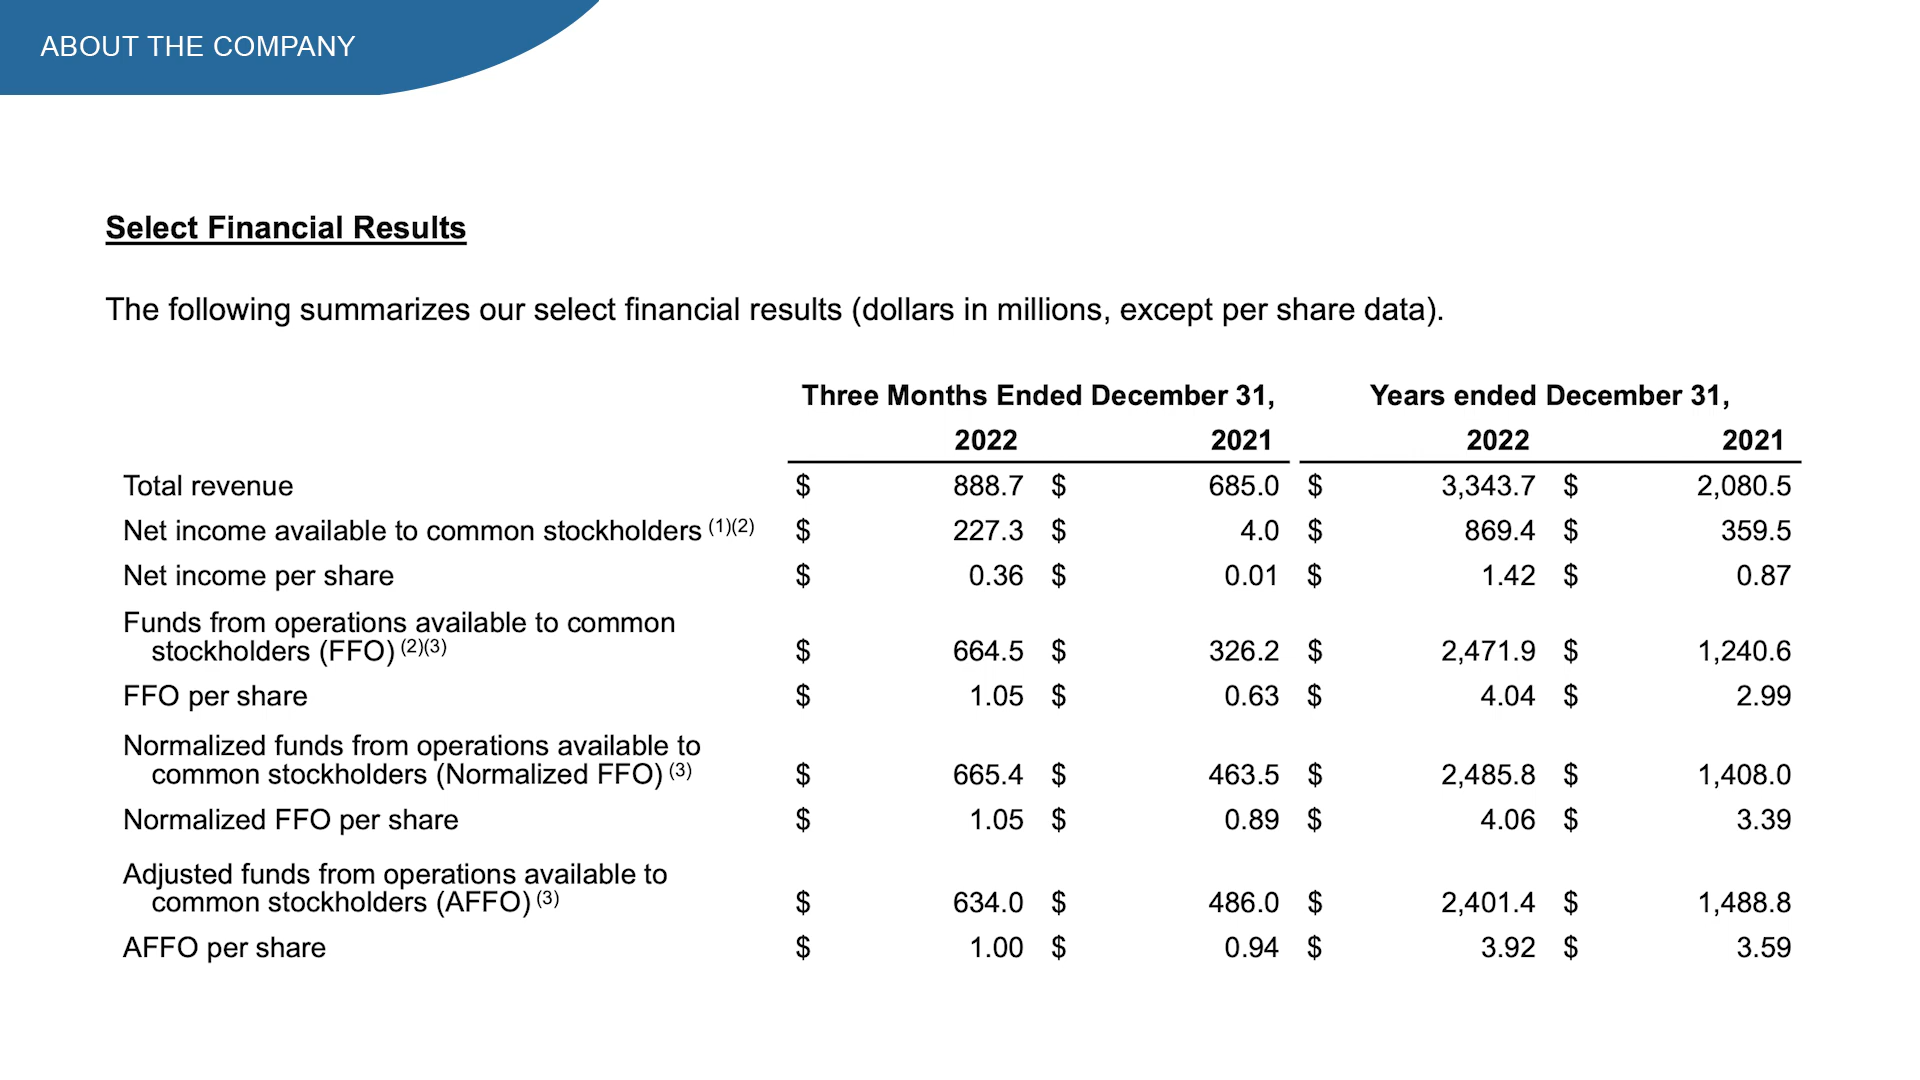 ABOUT THE COMPANY
Select Financial Results
The following summarizes our select financial results (dollars in millions, except per share data).
Three Months Ended December 31, Years ended December 31,
2022 2021 2022 2021
Total revenue $ 888.7 $ 685.0 $ 3,343.7 $ 2,080.5
Net income available to common stockholders (1)(2) $ 227.3 $ 4.0 $ 869.4 $ 359.5
Net income per share $ 0.36 $ 0.01 $ 1.42 $ 0.87
Funds from operations available to common
stockholders (FFO) (2)(3) $ 664.5 $ 326.2 $ 2,471.9 $ 1,240.6
FFO per share $ 1.05 $ 0.63 $ 4.04 $ 2.99
Normalized funds from operations available to
common stockholders (Normalized FFO) (3) $ 665.4 $ 463.5 $ 2,485.8 $ 1,408.0
Normalized FFO per share $ 1.05 $ 0.89 $ 4.06 $ 3.39
Adjusted funds from operations available to
common stockholders (AFFO) (3) $ 634.0 $ 486.0 $ 2,401.4 $ 1,488.8
AFFO per share $ 1.00 $ 0.94 $ 3.92 $ 3.59